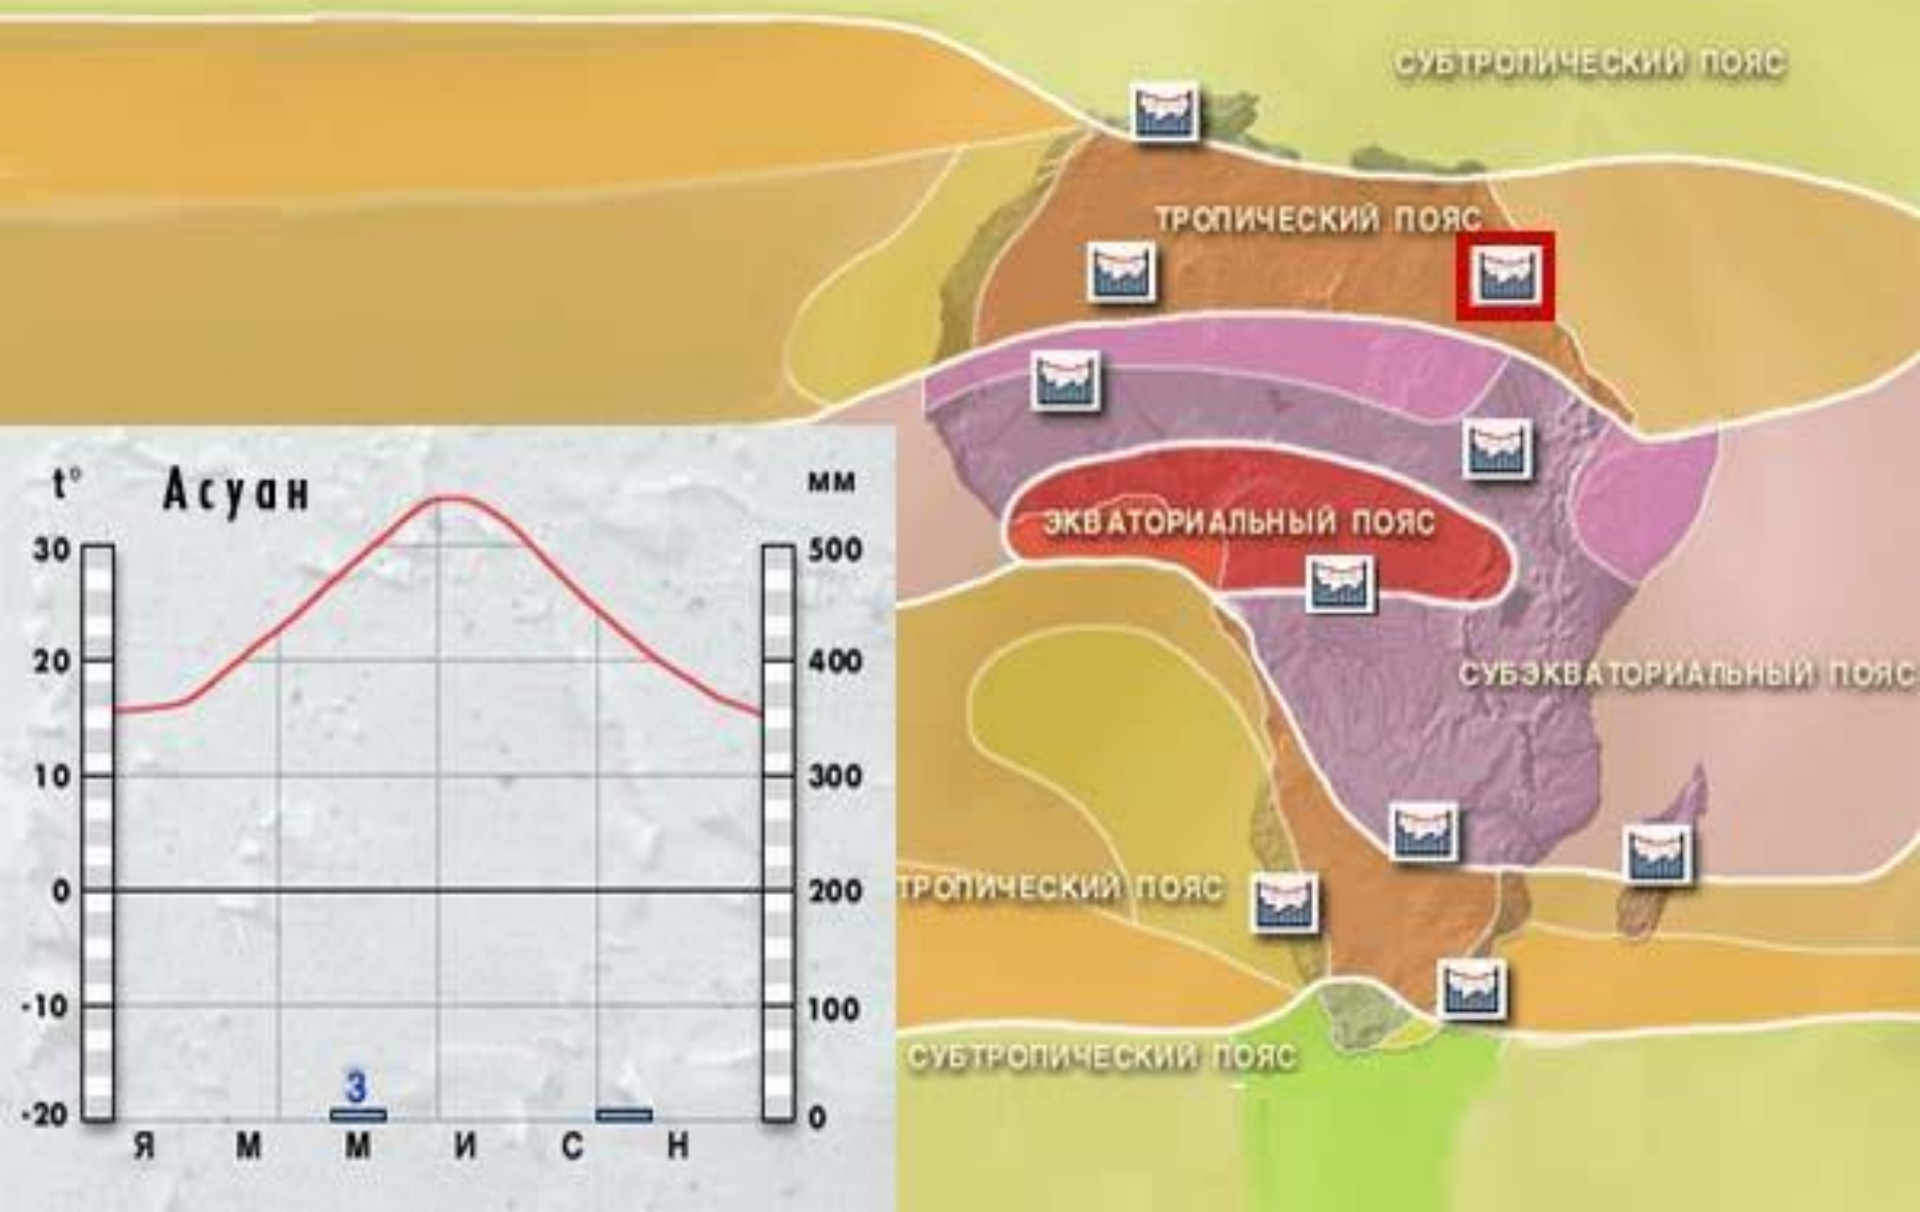 СУБТРОПИЧЕСКИЙ ПОЯС
ТРОПИЧЕСКИЙ ПОЯС
ЭКВАТОРИАЛЬНЫЙ ПОЯС
СУБЭКВАТОРИАЛЬНЫЙ ПОЯС
ТРОПИЧЕСКИЙ ПОЯС
СУБТРОПИЧЕСКИЙ ПОЯС
t° Асуан мм
30 500
20 400
10 300
0 200
-10 100
3
-20 0
Я М М И С Н